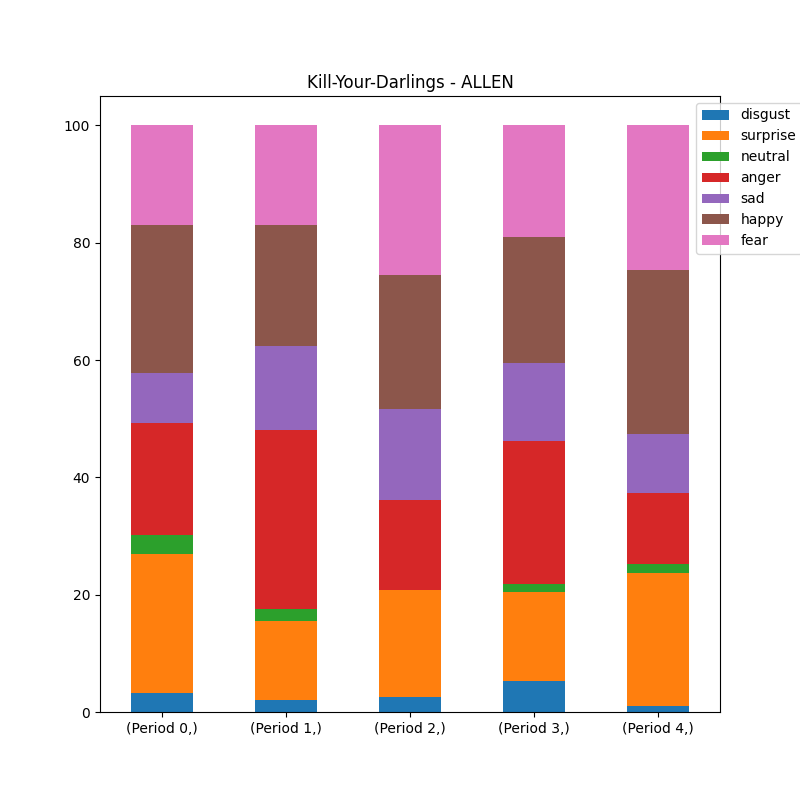 Kill-Your-Darlings - ALLEN
disgust
surprise
neutral
anger
sad
happy
fear
100
80
60
40
20
0
(Period 0,) (Period 1,) (Period 2,) (Period 3,) (Period 4,)